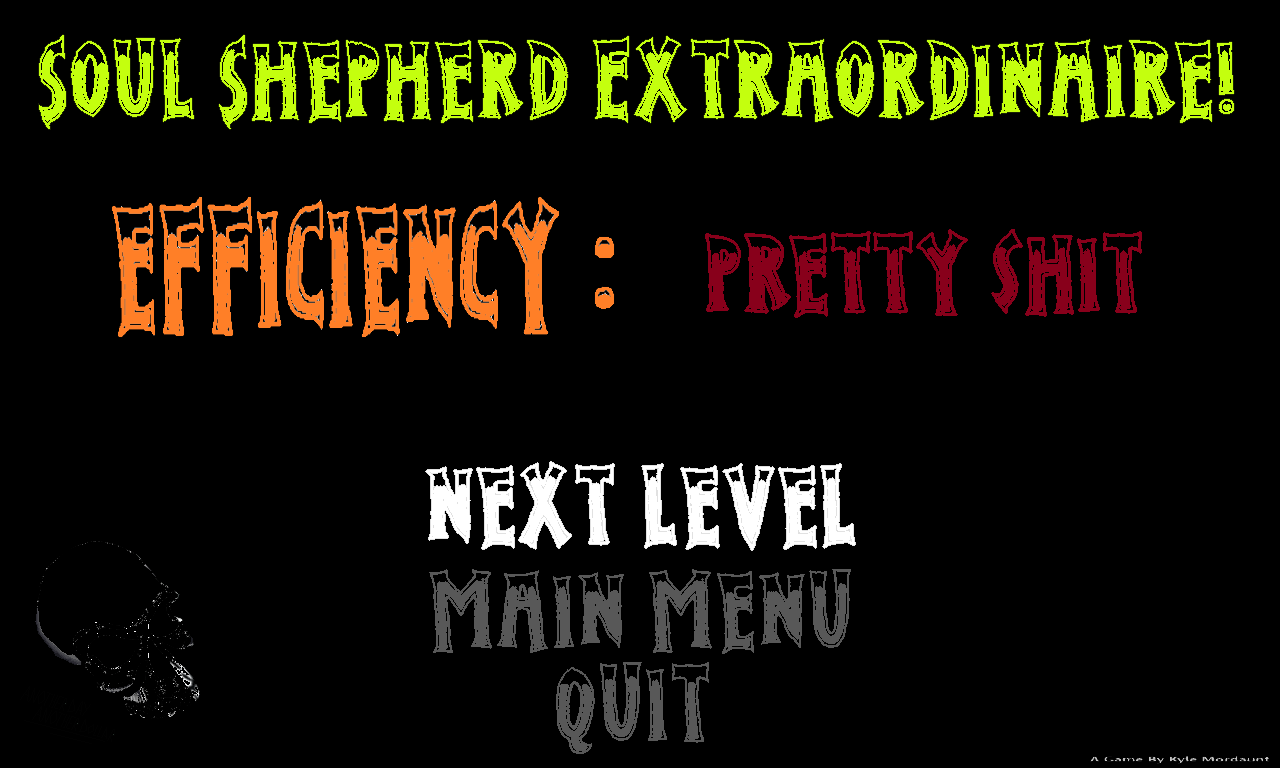 SOUL SHEPHERD EXTRAORDINAIRE!
EFFICIENCY : PRETTY SHIT
NEXT LEVEL
MAIN MENU
QUIT
A Game By Kyle Mordaunt